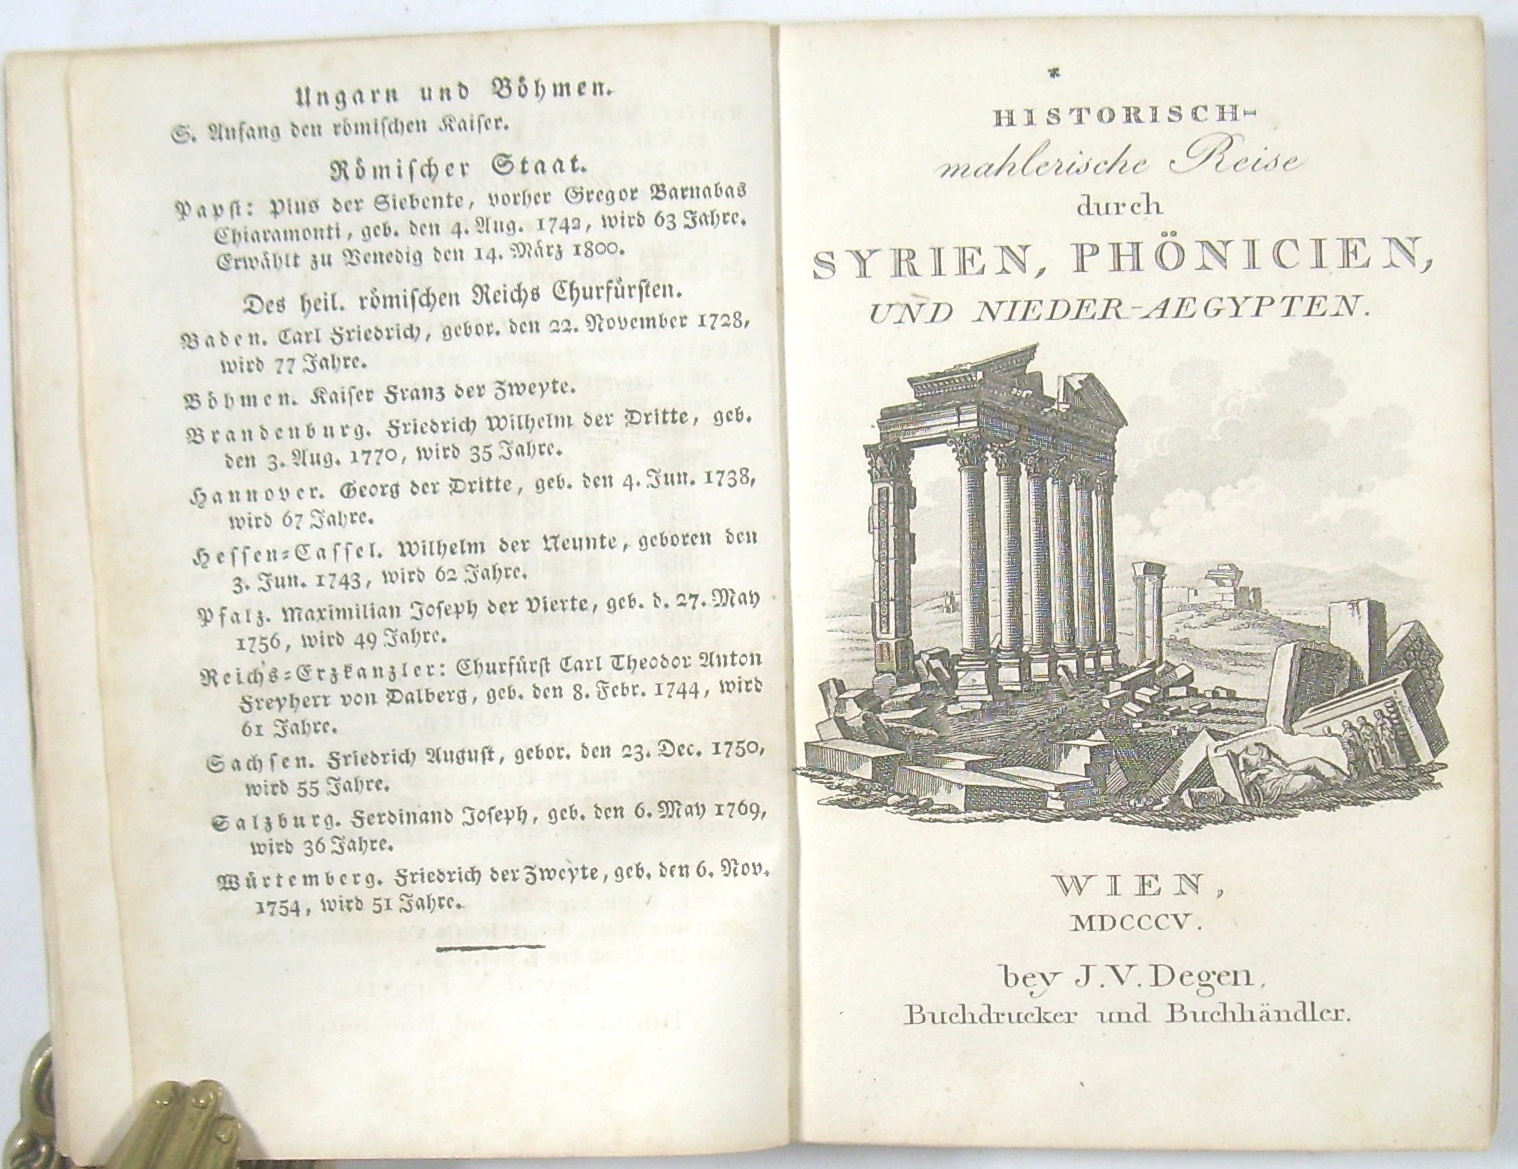 Ungarn und Böhmen.
S. Anfang den römischen Kaiser.
Römischer Staat.
Papst: Pius der Siebente, vorher Gregor Barnabas
Chiaramonti, geb. den 4. Aug. 1742, wird 63 Jahre.
Erwählt zu Venedig den 14. März 1800.
Des heil. römischen Reichs Churfürsten.
Baden. Carl Friedrich, gebor. den 22. November 1728,
wird 77 Jahre.
Böhmen. Kaiser Franz der Zweyte.
Brandenburg. Friedrich Wilhelm der Dritte, geb.
den 3. Aug. 1770, wird 35 Jahre.
Hannover. Georg der Dritte, geb. den 4. Jun. 1738,
wird 67 Jahre.
Hessen-Cassel. Wilhelm der Neunte, geboren den
3. Jun. 1743, wird 62 Jahre.
Pfalz. Maximilian Joseph der Vierte, geb. d. 27. May
1756, wird 49 Jahre.
Reichs-Erzkanzler: Churfürst Carl Theodor Anton
Freyherr von Dalberg, geb. den 8. Febr. 1744, wird
61 Jahre.
Sachsen. Friedrich August, gebor. den 23. Dec. 1750,
wird 55 Jahre.
Salzburg. Ferdinand Joseph, geb. den 6. May 1769,
wird 36 Jahre.
Würtemberg. Friedrich der Zweyte, geb. den 6. Nov.
1754, wird 51 Jahre.
HISTORISCH-
mahlerische Reise
durch
SYRIEN, PHÖNICIEN,
UND NIEDER-AEGYPTEN.
WIEN,
MDCCCV.
bey J. V. Degen,
Buchdrucker und Buchhändler.